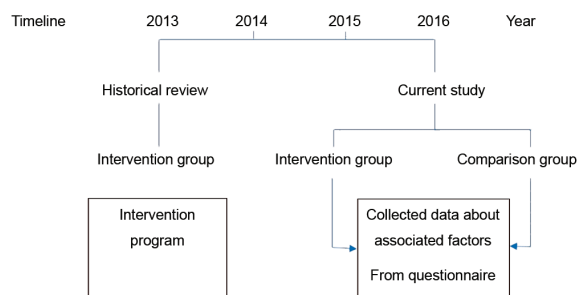 Timeline 2013 2014 2015 2016 Year
Historical review Current study
Intervention group Intervention group Comparison group
Intervention
program
Collected data about
associated factors
From questionnaire